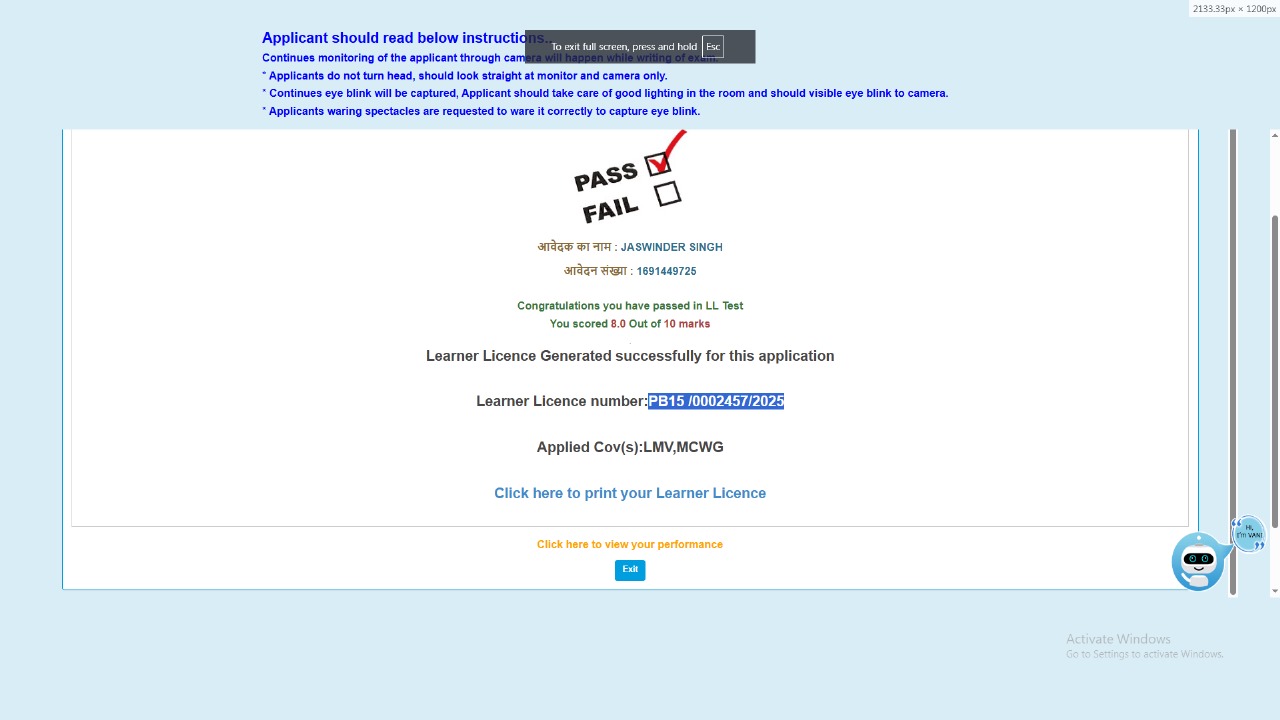 2133.33px × 1200px
Applicant should read below instructions..
To exit full screen, press and hold Esc
Continues monitoring of the applicant through camera will happen while writing of exam.
* Applicants do not turn head, should look straight at monitor and camera only.
* Continues eye blink will be captured, Applicant should take care of good lighting in the room and should visible eye blink to camera.
* Applicants waring spectacles are requested to ware it correctly to capture eye blink.
PASS
FAIL
आवेदक का नाम : JASWINDER SINGH
आवेदन संख्या : 1691449725
Congratulations you have passed in LL Test
You scored 8.0 Out of 10 marks
Learner Licence Generated successfully for this application
Learner Licence number:PB15 /0002457/2025
Applied Cov(s):LMV,MCWG
Click here to print your Learner Licence
Click here to view your performance
Exit
HI,
I'm VANI
Activate Windows
Go to Settings to activate Windows.